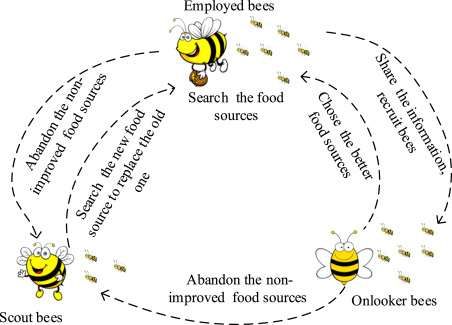 Employed bees
Search the food
sources
Abandon the non-
improved food sources
Search the new food
source to replace the old
one
Chose the better
food sources
Share the information,
recruit bees
Abandon the non-
improved food sources
Scout bees
Onlooker bees